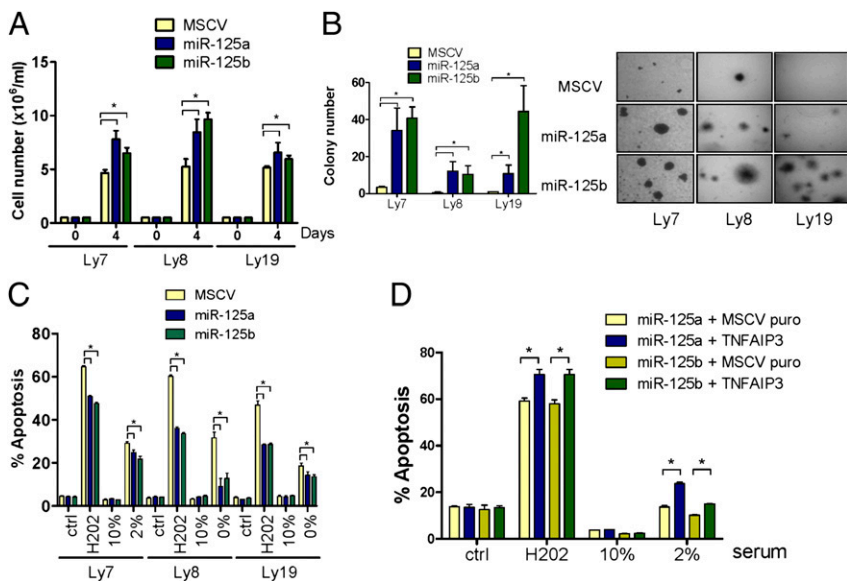 A
MSCV
miR-125a
miR-125b
Cell number (x10⁶/ml)
15
10
5
0
*
*
*
0 4 0 4 0 4 Days
Ly7 Ly8 Ly19
B
MSCV
miR-125a
miR-125b
Colony number
60
40
20
0
*
*
*
*
Ly7 Ly8 Ly19
MSCV
miR-125a
miR-125b
Ly7 Ly8 Ly19
C
MSCV
miR-125a
miR-125b
% Apoptosis
80
60
40
20
0
*
*
*
*
*
*
ctrl H202 10% 2% ctrl H202 10% 0% ctrl H202 10% 0%
Ly7 Ly8 Ly19
D
miR-125a + MSCV puro
miR-125a + TNFAIP3
miR-125b + MSCV puro
miR-125b + TNFAIP3
% Apoptosis
80
60
40
20
0
* *
* *
ctrl H202 10% 2% serum